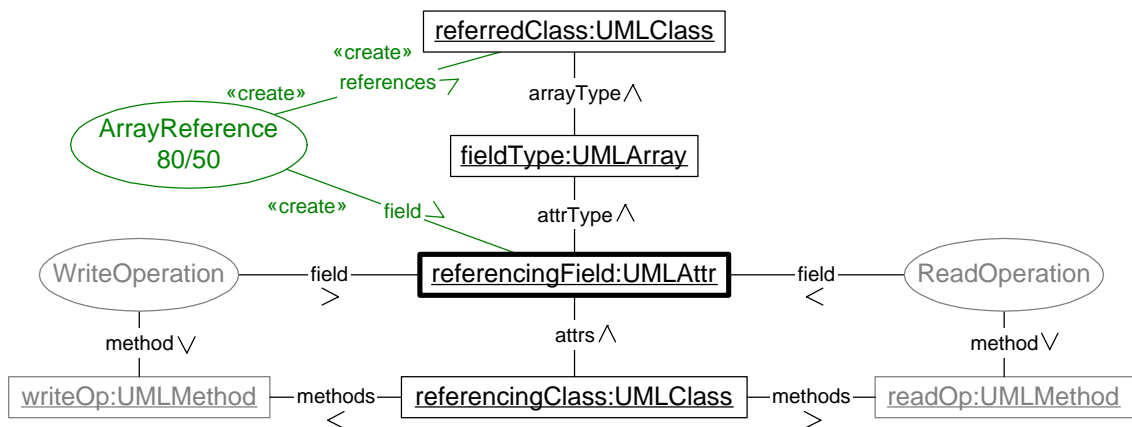 referredClass:UMLClass
«create»
references
arrayType
«create»
ArrayReference
80/50
fieldType:UMLArray
«create»
field
attrType
WriteOperation
field
referencingField:UMLAttr
field
ReadOperation
method
attrs
method
writeOp:UMLMethod
methods
referencingClass:UMLClass
methods
readOp:UMLMethod